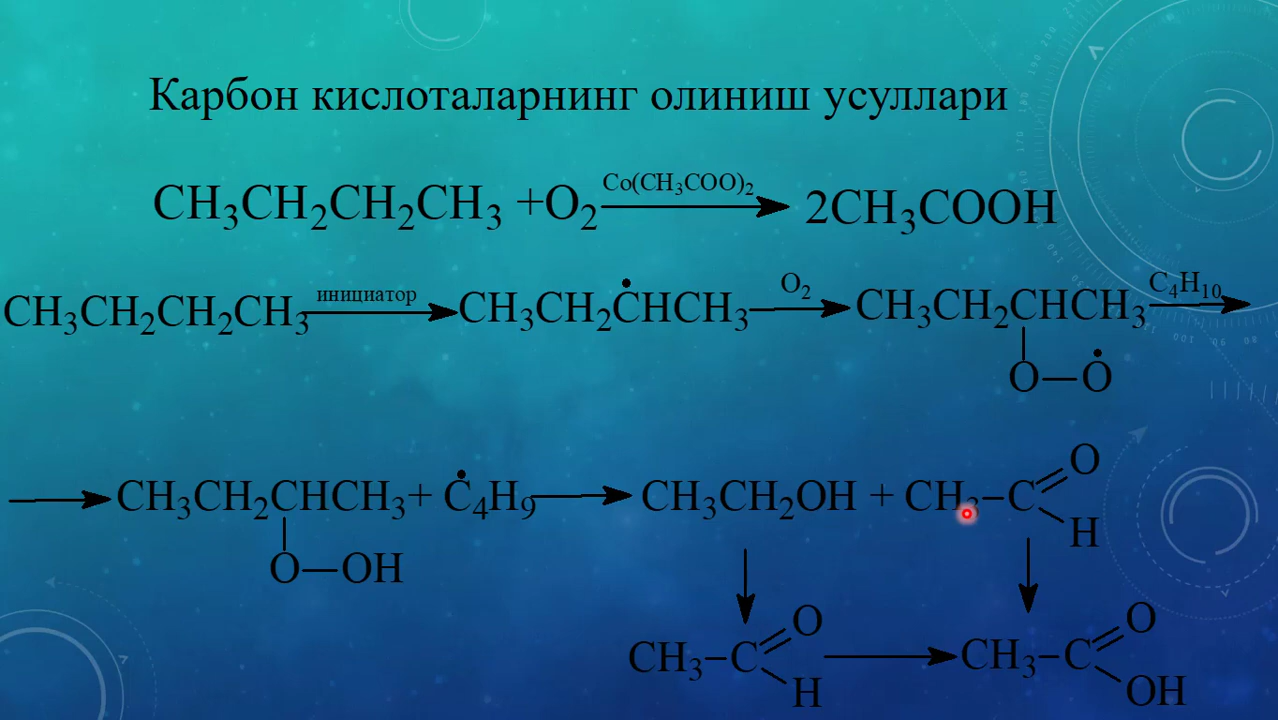 Карбон кислоталарнинг олиниш усуллари
CH₃CH₂CH₂CH₃ +O₂ Co(CH₃COO)₂ 2CH₃COOH
CH₃CH₂CH₂CH₃ инициатор CH₃CH₂ĊHCH₃ O₂ CH₃CH₂CHCH₃ C₄H₁₀
O—Ȯ
CH₃CH₂CHCH₃+ Ċ₄H₉ CH₃CH₂OH + CH₃–C
O
H
O—OH
CH₃–C
O
H
CH₃–C
O
OH